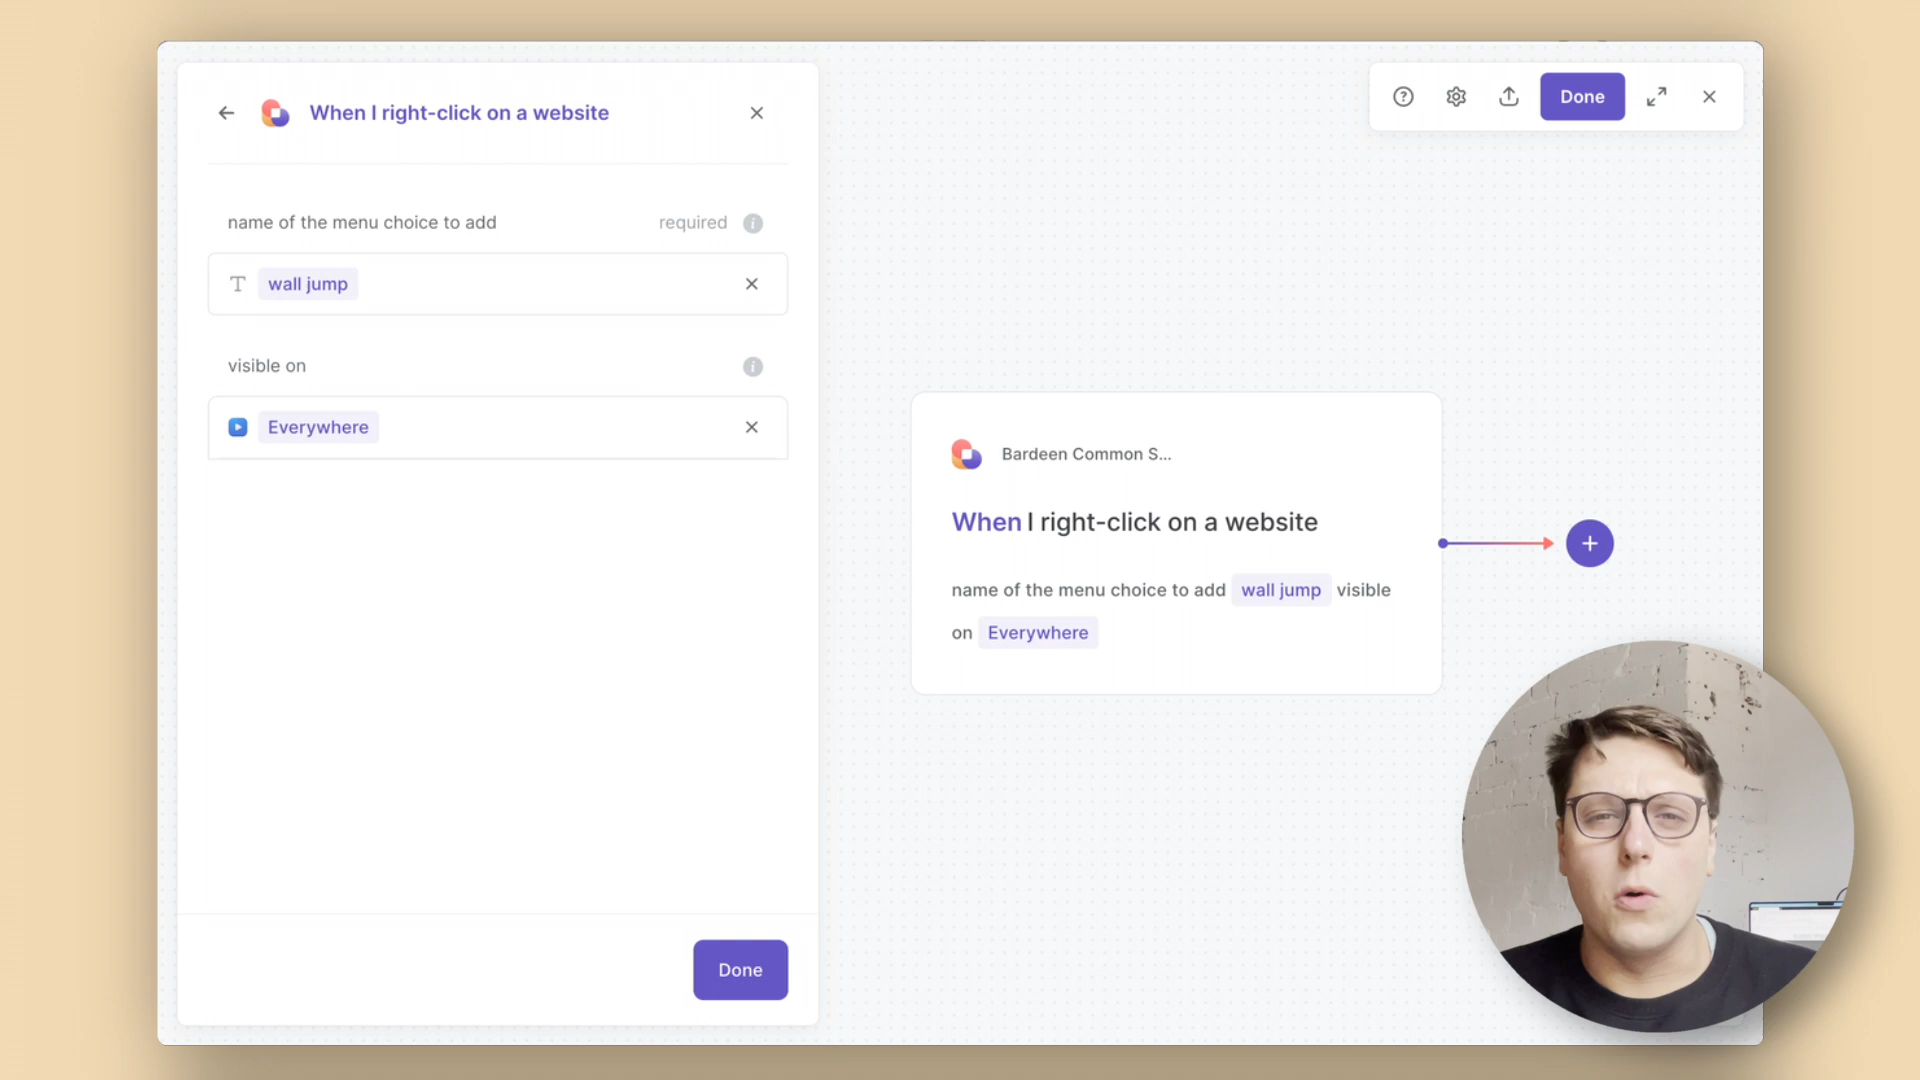 When I right-click on a website
name of the menu choice to add required
wall jump
visible on
Everywhere
Done
Done
Bardeen Common S...
When I right-click on a website
name of the menu choice to add wall jump visible
on Everywhere